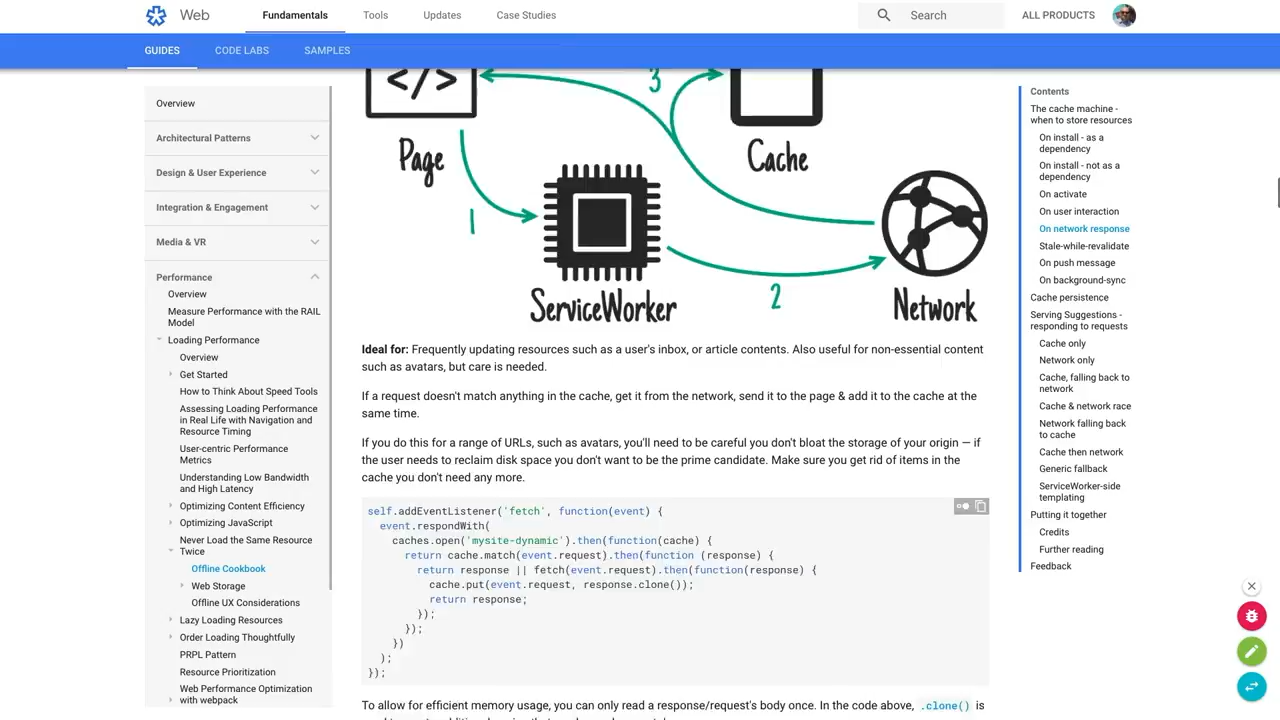 Web
Fundamentals
Tools
Updates
Case Studies
Search
ALL PRODUCTS
GUIDES
CODE LABS
SAMPLES
Overview
Architectural Patterns
Design & User Experience
Integration & Engagement
Media & VR
Performance
Overview
Measure Performance with the RAIL
Model
Loading Performance
Overview
Get Started
How to Think About Speed Tools
Assessing Loading Performance
in Real Life with Navigation and
Resource Timing
User-centric Performance
Metrics
Understanding Low Bandwidth
and High Latency
Optimizing Content Efficiency
Optimizing JavaScript
Never Load the Same Resource
Twice
Offline Cookbook
Web Storage
Offline UX Considerations
Lazy Loading Resources
Order Loading Thoughtfully
PRPL Pattern
Resource Prioritization
Web Performance Optimization
with webpack
</>
3
Page
Cache
1
ServiceWorker
2
Network
Ideal for: Frequently updating resources such as a user's inbox, or article contents. Also useful for non-essential content
such as avatars, but care is needed.
If a request doesn't match anything in the cache, get it from the network, send it to the page & add it to the cache at the
same time.
If you do this for a range of URLs, such as avatars, you'll need to be careful you don't bloat the storage of your origin — if
the user needs to reclaim disk space you don't want to be the prime candidate. Make sure you get rid of items in the
cache you don't need any more.
self.addEventListener('fetch', function(event) {
  event.respondWith(
    caches.open('mysite-dynamic').then(function(cache) {
      return cache.match(event.request).then(function (response) {
        return response || fetch(event.request).then(function(response) {
          cache.put(event.request, response.clone());
          return response;
        });
      });
    })
  );
});
To allow for efficient memory usage, you can only read a response/request's body once. In the code above, .clone() is
Contents
The cache machine -
when to store resources
On install - as a
dependency
On install - not as a
dependency
On activate
On user interaction
On network response
Stale-while-revalidate
On push message
On background-sync
Cache persistence
Serving Suggestions -
responding to requests
Cache only
Network only
Cache, falling back to
network
Cache & network race
Network falling back
to cache
Cache then network
Generic fallback
ServiceWorker-side
templating
Putting it together
Credits
Further reading
Feedback